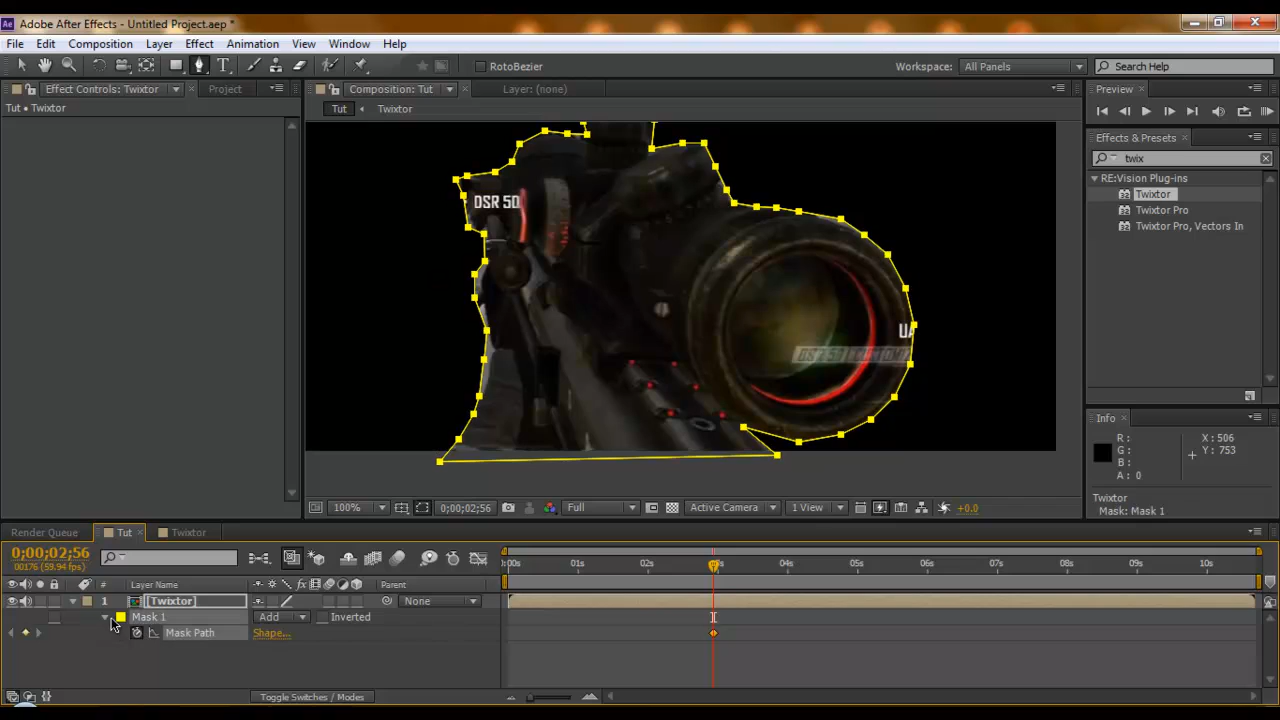 Adobe After Effects - Untitled Project.aep *
File Edit Composition Layer Effect Animation View Window Help
RotoBezier
Workspace: All Panels
Search Help
Effect Controls: Twixtor
Project
Composition: Tut
Layer: (none)
Preview
Tut • Twixtor
Tut
Twixtor
Effects & Presets
twix
RE:Vision Plug-ins
32 Twixtor
32 Twixtor Pro
32 Twixtor Pro, Vectors In
DSR 50
Info
R :
G :
B :
A : 0
X : 506
Y : 753
Twixtor
Mask: Mask 1
100%
0;00;02;56
Full
Active Camera
1 View
+0.0
Render Queue
Tut
Twixtor
0;00;02;56
00176 (59.94 fps)
:00s
02s
04s
05s
06s
08s
10s
# Layer Name
Parent
1 [Twixtor]
None
Mask 1
Add
Inverted
Mask Path
Shape...
Toggle Switches / Modes